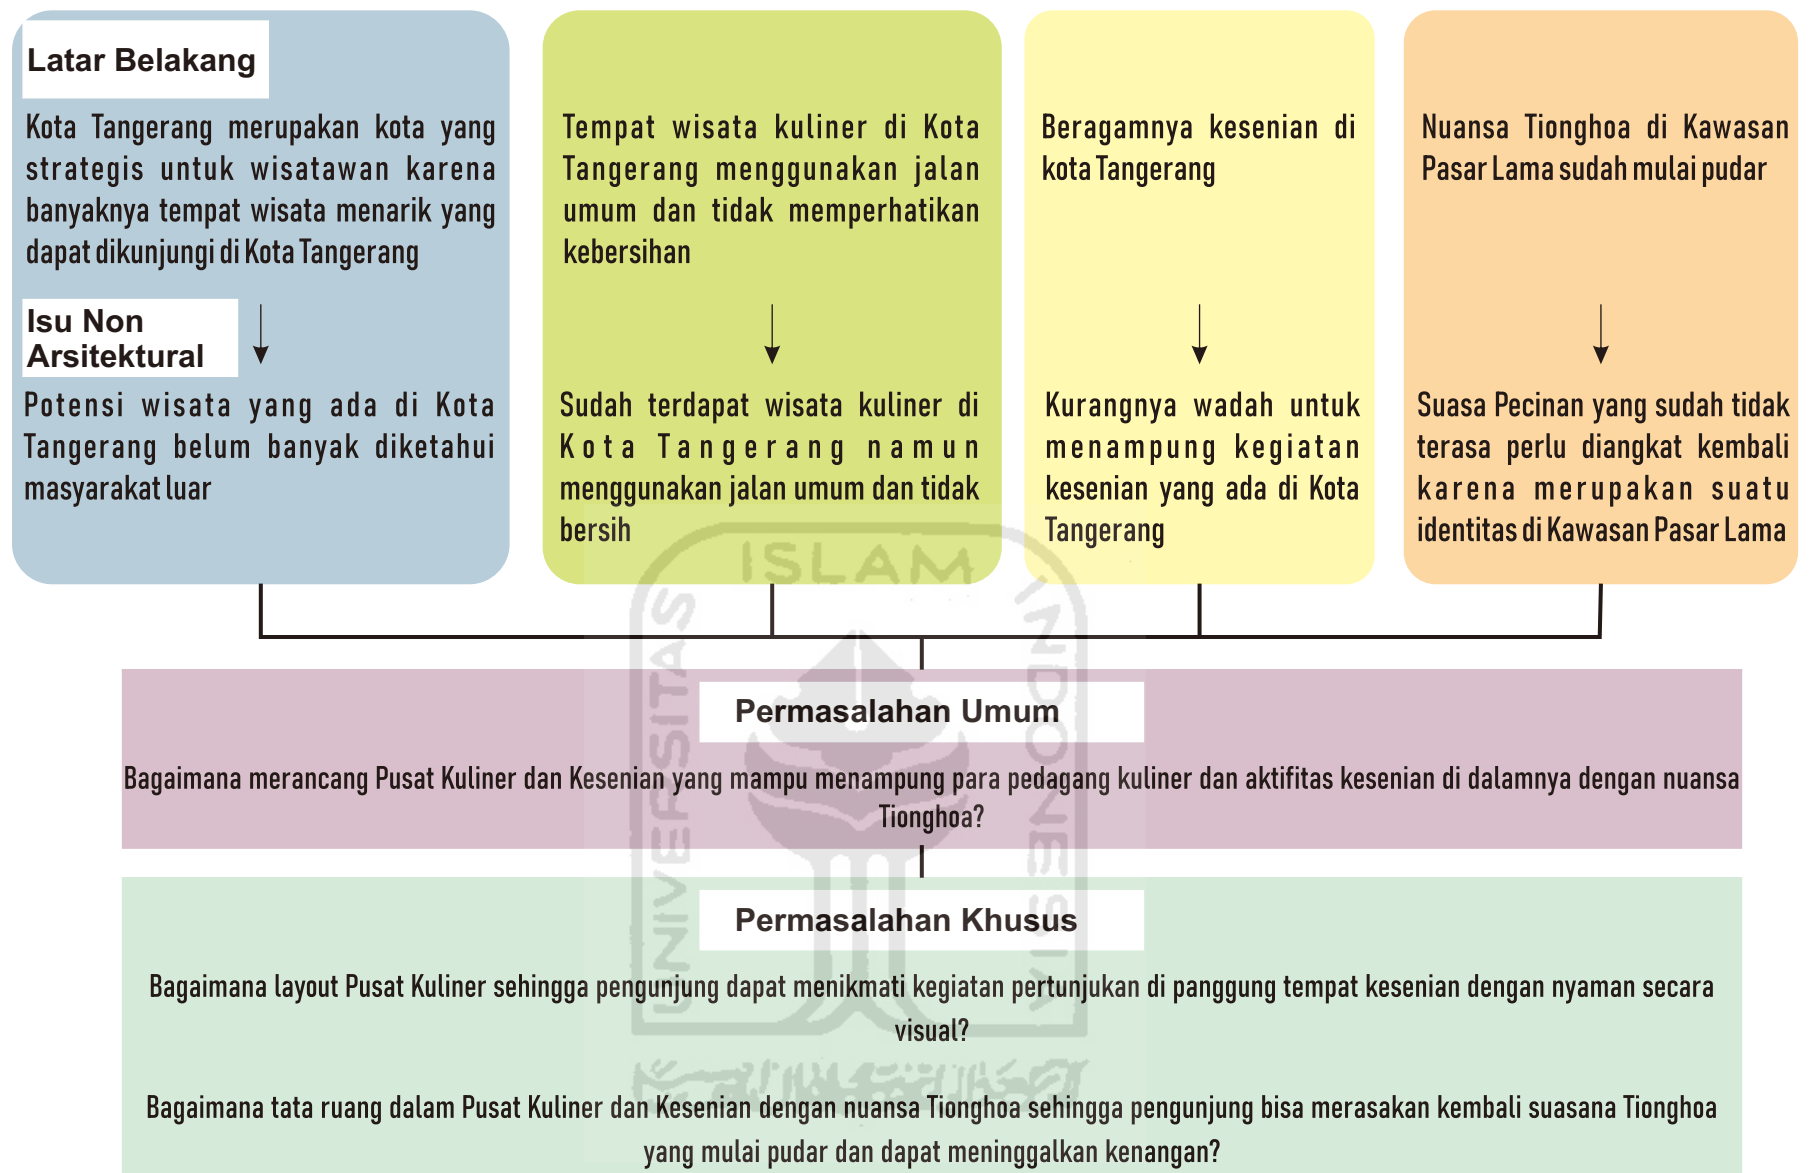 Latar Belakang
Kota Tangerang merupakan kota yang
strategis untuk wisatawan karena
banyaknya tempat wisata menarik yang
dapat dikunjungi di Kota Tangerang
Isu Non
Arsitektural
Potensi wisata yang ada di Kota
Tangerang belum banyak diketahui
masyarakat luar
Tempat wisata kuliner di Kota
Tangerang menggunakan jalan
umum dan tidak memperhatikan
kebersihan
Sudah terdapat wisata kuliner di
Kota Tangerang namun
menggunakan jalan umum dan tidak
bersih
Beragamnya kesenian di
kota Tangerang
Kurangnya wadah untuk
menampung kegiatan
kesenian yang ada di Kota
Tangerang
Nuansa Tionghoa di Kawasan
Pasar Lama sudah mulai pudar
Suasa Pecinan yang sudah tidak
terasa perlu diangkat kembali
karena merupakan suatu
identitas di Kawasan Pasar Lama
Permasalahan Umum
Bagaimana merancang Pusat Kuliner dan Kesenian yang mampu menampung para pedagang kuliner dan aktifitas kesenian di dalamnya dengan nuansa
Tionghoa?
Permasalahan Khusus
Bagaimana layout Pusat Kuliner sehingga pengunjung dapat menikmati kegiatan pertunjukan di panggung tempat kesenian dengan nyaman secara
visual?
Bagaimana tata ruang dalam Pusat Kuliner dan Kesenian dengan nuansa Tionghoa sehingga pengunjung bisa merasakan kembali suasana Tionghoa
yang mulai pudar dan dapat meninggalkan kenangan?
UNIVERSITAS
ISLAM
INDONESIA